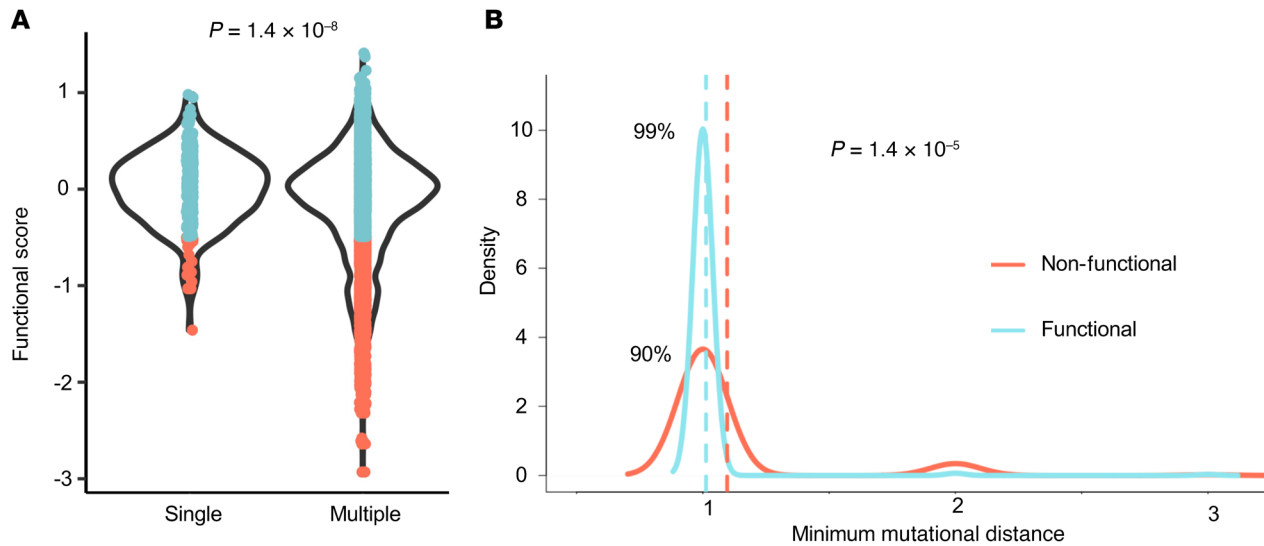 A
P = 1.4 × 10⁻⁸
Functional score
1
0
-1
-2
-3
Single
Multiple
B
99%
90%
P = 1.4 × 10⁻⁵
Density
10
8
6
4
2
0
Non-functional
Functional
1
2
3
Minimum mutational distance